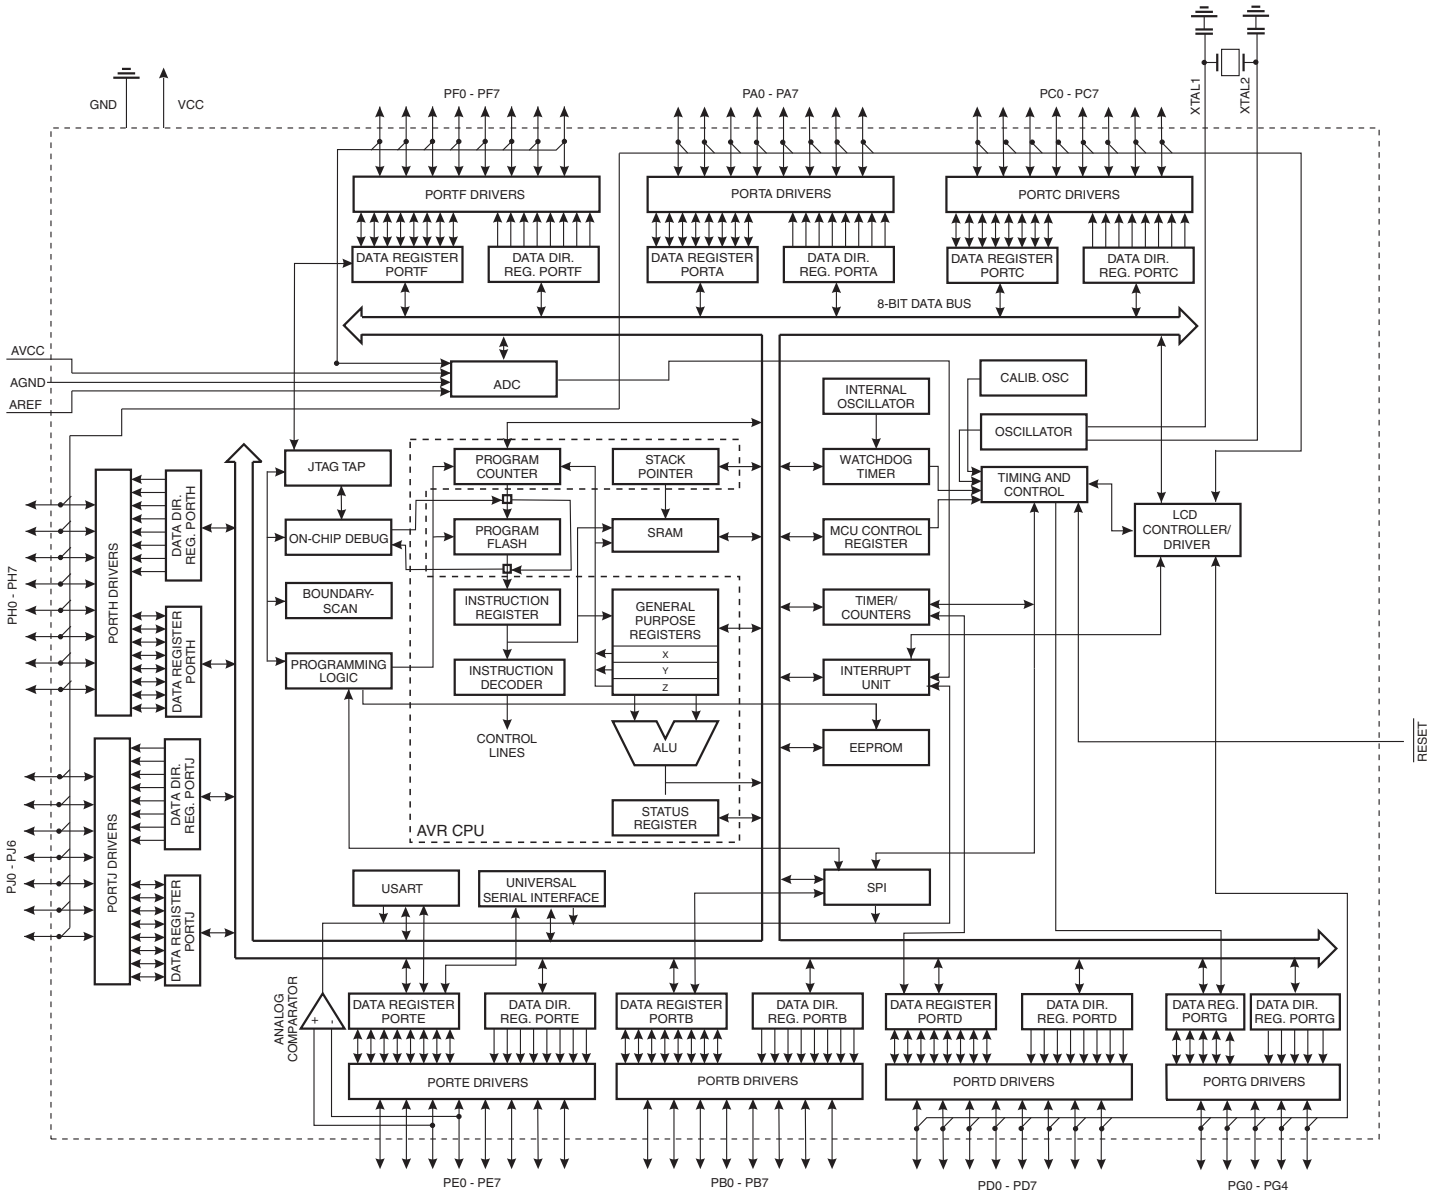 XTAL1
XTAL2
GND
VCC
PF0 - PF7
PA0 - PA7
PC0 - PC7
PORTF DRIVERS
PORTA DRIVERS
PORTC DRIVERS
DATA REGISTER
PORTF
DATA DIR.
REG. PORTF
DATA REGISTER
PORTA
DATA DIR.
REG. PORTA
DATA REGISTER
PORTC
DATA DIR.
REG. PORTC
8-BIT DATA BUS
AVCC
AGND
AREF
ADC
INTERNAL
OSCILLATOR
CALIB. OSC
OSCILLATOR
JTAG TAP
PROGRAM
COUNTER
STACK
POINTER
WATCHDOG
TIMER
TIMING AND
CONTROL
LCD
CONTROLLER/
DRIVER
ON-CHIP DEBUG
PROGRAM
FLASH
SRAM
MCU CONTROL
REGISTER
BOUNDARY-
SCAN
INSTRUCTION
REGISTER
GENERAL
PURPOSE
REGISTERS
X
Y
Z
TIMER/
COUNTERS
PROGRAMMING
LOGIC
INSTRUCTION
DECODER
INTERRUPT
UNIT
CONTROL
LINES
ALU
EEPROM
RESET
STATUS
REGISTER
AVR CPU
PH0 - PH7
PORTH DRIVERS
DATA DIR.
REG. PORTH
DATA REGISTER
PORTH
PJ0 - PJ6
PORTJ DRIVERS
DATA DIR.
REG. PORTJ
DATA REGISTER
PORTJ
USART
UNIVERSAL
SERIAL INTERFACE
SPI
ANALOG
COMPARATOR
+
-
DATA REGISTER
PORTE
DATA DIR.
REG. PORTE
DATA REGISTER
PORTB
DATA DIR.
REG. PORTB
DATA REGISTER
PORTD
DATA DIR.
REG. PORTD
DATA REG.
PORTG
DATA DIR.
REG. PORTG
PORTE DRIVERS
PORTB DRIVERS
PORTD DRIVERS
PORTG DRIVERS
PE0 - PE7
PB0 - PB7
PD0 - PD7
PG0 - PG4